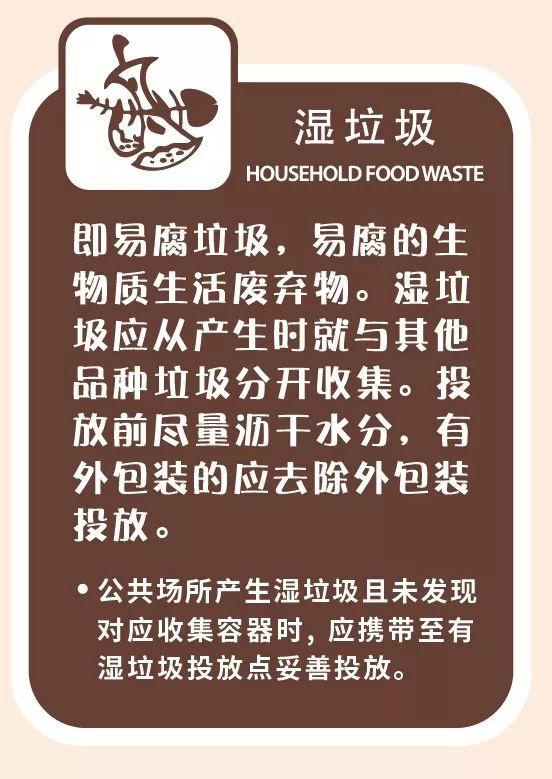 湿垃圾
HOUSEHOLD FOOD WASTE
即易腐垃圾，易腐的生
物质生活废弃物。湿垃
圾应从产生时就与其他
品种垃圾分开收集。投
放前尽量沥干水分，有
外包装的应去除外包装
投放。
•公共场所产生湿垃圾且未发现
对应收集容器时，应携带至有
湿垃圾投放点妥善投放。